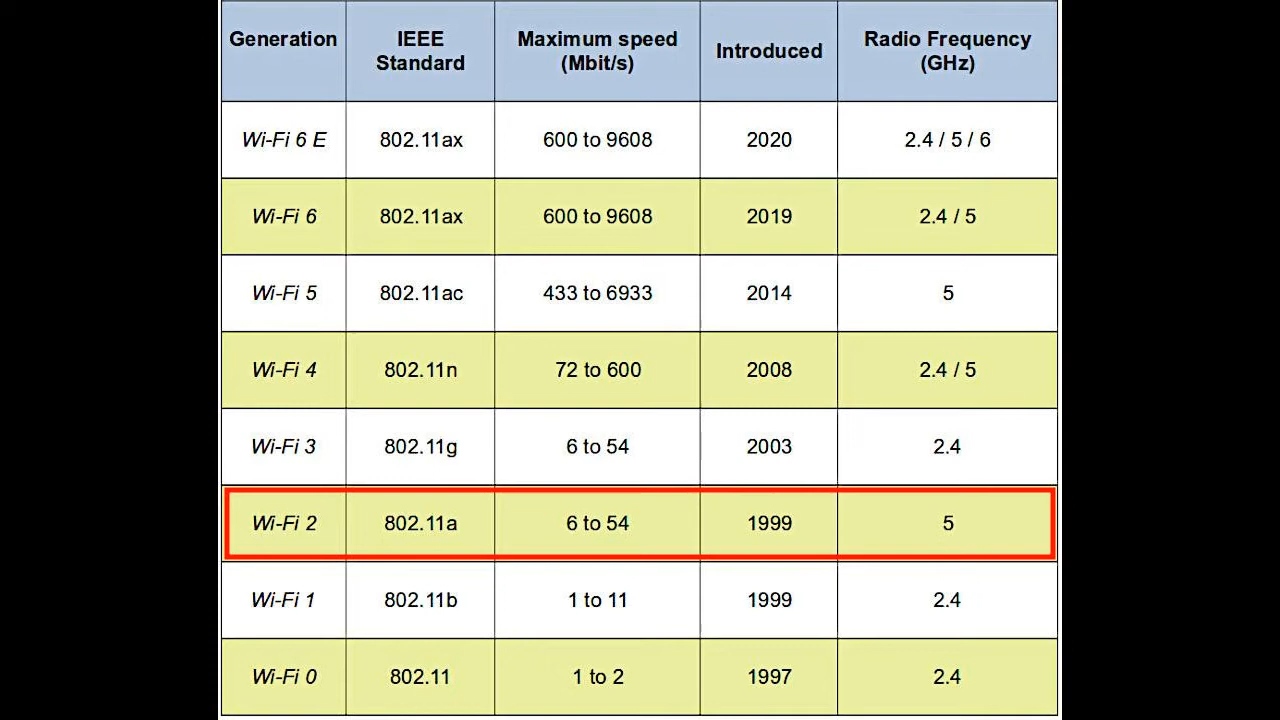 Generation IEEE Standard Maximum speed (Mbit/s) Introduced Radio Frequency (GHz)
Wi-Fi 6 E 802.11ax 600 to 9608 2020 2.4 / 5 / 6
Wi-Fi 6 802.11ax 600 to 9608 2019 2.4 / 5
Wi-Fi 5 802.11ac 433 to 6933 2014 5
Wi-Fi 4 802.11n 72 to 600 2008 2.4 / 5
Wi-Fi 3 802.11g 6 to 54 2003 2.4
Wi-Fi 2 802.11a 6 to 54 1999 5
Wi-Fi 1 802.11b 1 to 11 1999 2.4
Wi-Fi 0 802.11 1 to 2 1997 2.4